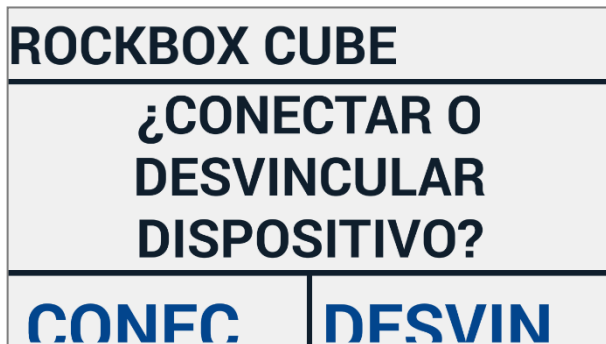 ROCKBOX CUBE
¿CONECTAR O
DESVINCULAR
DISPOSITIVO?
CONEC DESVIN